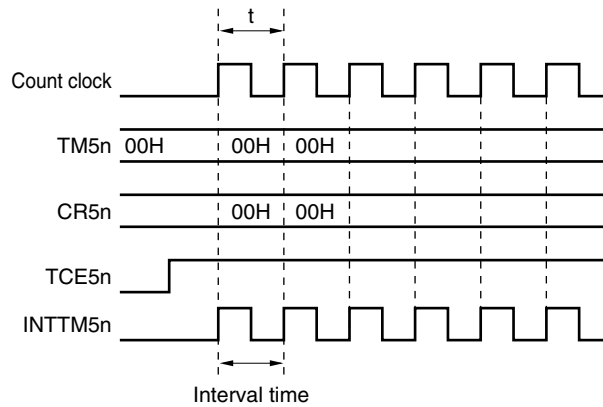 t
Count clock
TM5n 00H 00H 00H
CR5n 00H 00H
TCE5n
INTTM5n
Interval time